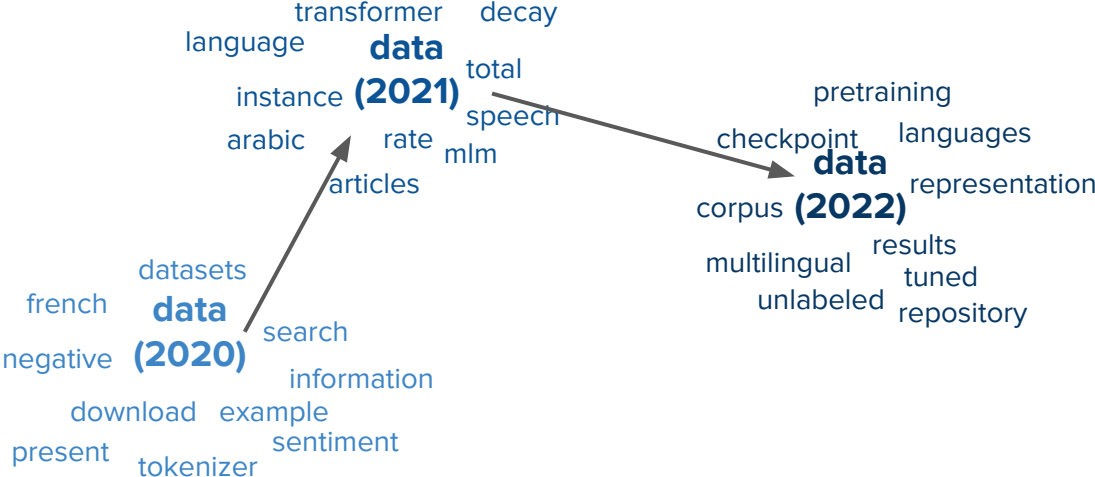 transformer decay
language data
total
instance (2021)
speech
arabic rate mlm
articles
pretraining
checkpoint languages
data
representation
corpus (2022)
results
multilingual
tuned
unlabeled
repository
datasets
french data
search
negative (2020)
information
download example
sentiment
present
tokenizer